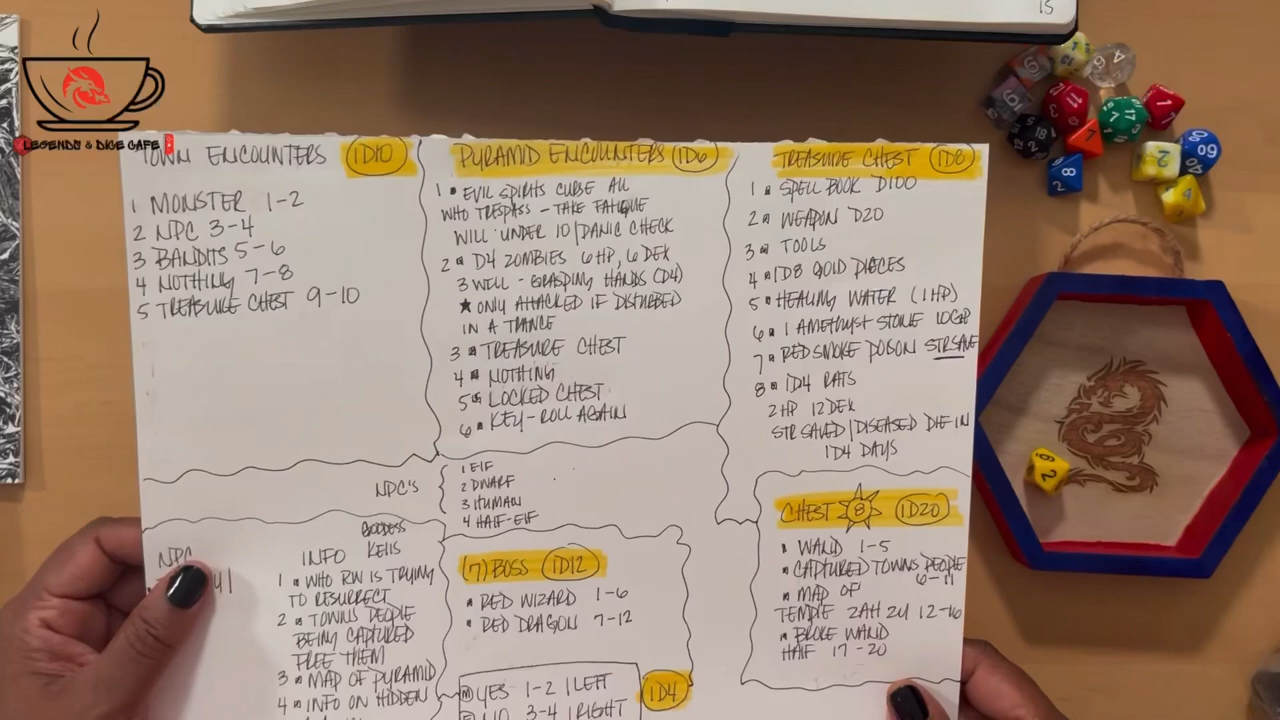 15
LEGENDS & DICE CAFE
TOWN ENCOUNTERS 1D10
1 MONSTER 1-2
2 NPC 3-4
3 BANDITS 5-6
4 NOTHING 7-8
5 TREASURE CHEST 9-10
PYRAMID ENCOUNTERS (1D6)
1 EVIL SPIRITS CURSE ALL
WHO TRESPASS - TAKE FATIGUE
WILL UNDER 10/PANIC CHECK
2 D4 ZOMBIES 6HP, 6 DEX
3 WILL - GRASPING HANDS (D4)
★ ONLY ATTACKED IF DISTURBED
IN A TRANCE
3 TREASURE CHEST
4 NOTHING
5 LOCKED CHEST
6 KEY - ROLL AGAIN
TREASURE CHEST 1D8
1 SPELL BOOK D100
2 WEAPON D20
3 TOOLS
4 1D8 GOLD PIECES
5 HEALING WATER (1HP)
6 1 AMETHYST STONE 10GP
7 RED SMOKE POISON STR SAVE
8 1D4 RATS
2HP 12 DEX
STR SAVED/DISEASED DIE IN
1D4 DAYS
NPC'S
1 ELF
2 DWARF
3 HUMAN
4 HALF-ELF
NPC
INFO
GODDESS
KELIS
1 WHO RW IS TRYING
TO RESURRECT
2 TOWNS PEOPLE
BEING CAPTURED
FREE THEM
3 MAP OF PYRAMID
4 INFO ON HIDDEN
(7) BOSS 1D12
RED WIZARD 1-6
RED DRAGON 7-12
YES 1-2 | LEFT
NO 3-4 | RIGHT
1D4
CHEST 8 1D20
WAND 1-5
CAPTURED TOWNS PEOPLE
6-11
MAP OF
TEMPLE ZAH ZU 12-16
BROKE WAND
HALF 17-20